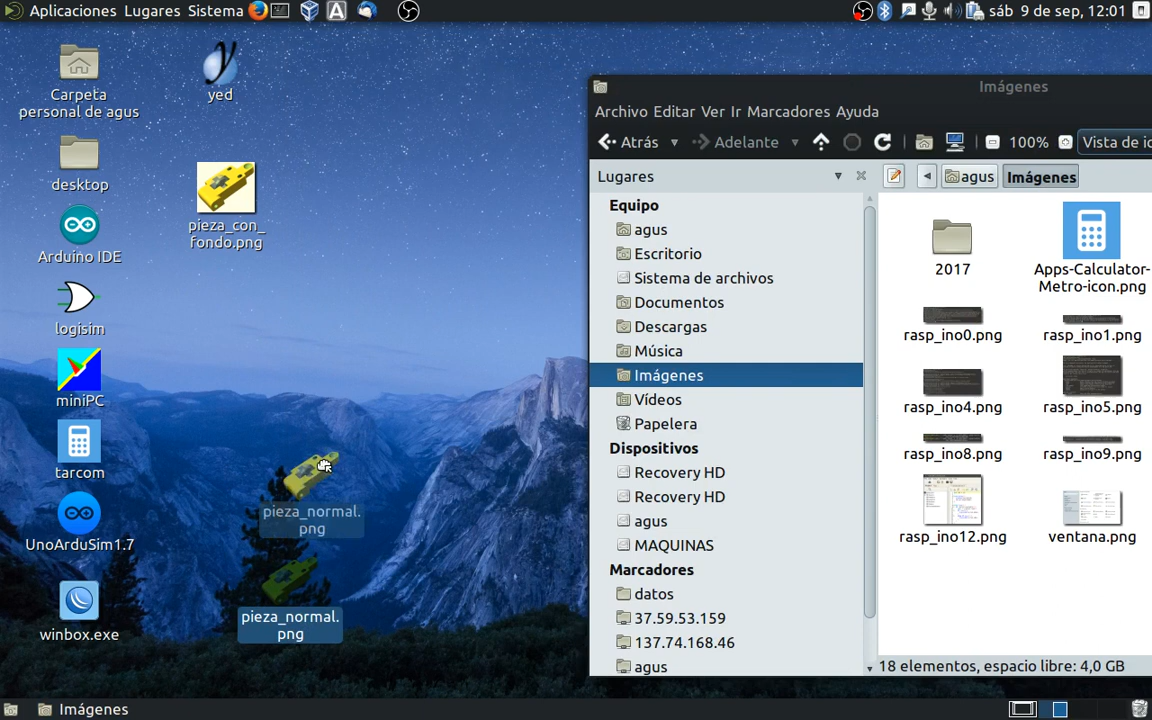 Aplicaciones Lugares Sistema
sáb 9 de sep, 12:01
Carpeta
personal de agus
yed
desktop
pieza_con_
fondo.png
Arduino IDE
logisim
miniPC
tarcom
pieza_normal.
png
UnoArduSim1.7
pieza_normal.
png
winbox.exe
Imágenes
Archivo Editar Ver Ir Marcadores Ayuda
Atrás Adelante 100% Vista de ic
Lugares
agus Imágenes
Equipo
agus
Escritorio
Sistema de archivos
Documentos
Descargas
Música
Imágenes
Vídeos
Papelera
Dispositivos
Recovery HD
Recovery HD
agus
MAQUINAS
Marcadores
datos
37.59.53.159
137.74.168.46
agus
2017
Apps-Calculator-
Metro-icon.png
rasp_ino0.png
rasp_ino1.png
rasp_ino4.png
rasp_ino5.png
rasp_ino8.png
rasp_ino9.png
rasp_ino12.png
ventana.png
18 elementos, espacio libre: 4,0 GB
Imágenes